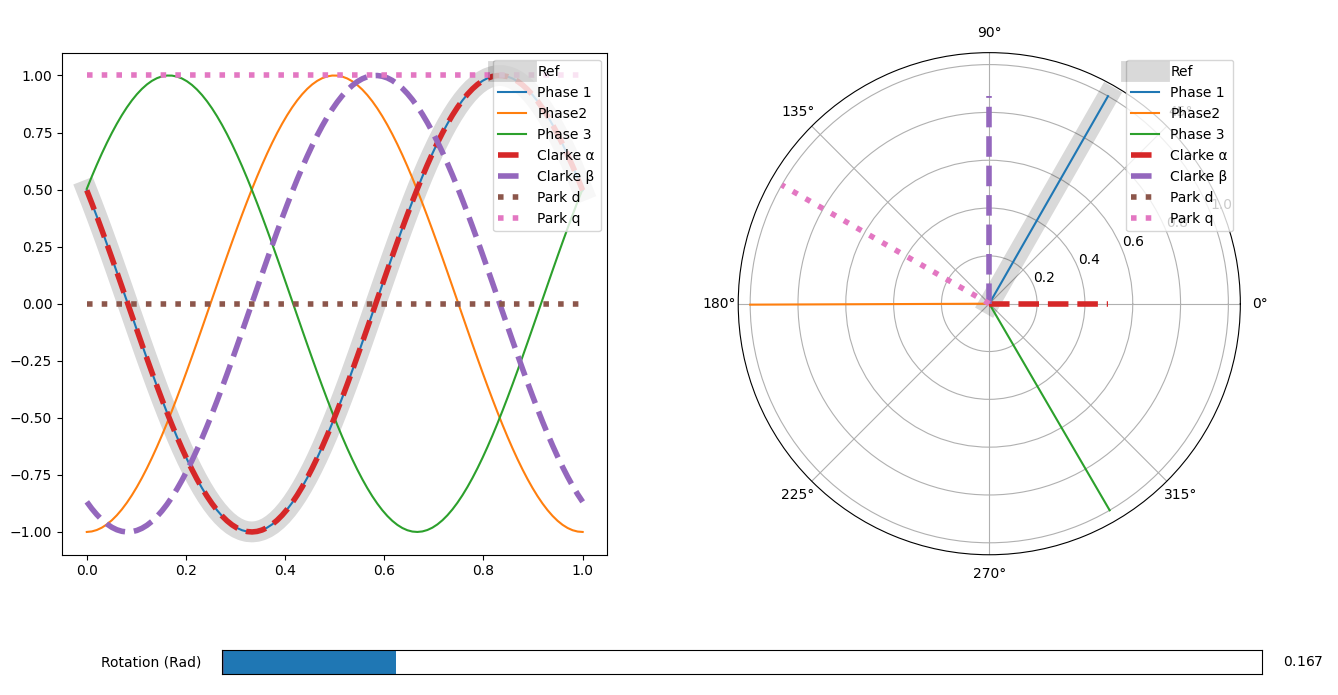 90°
Ref
Phase 1
Phase2
Phase 3
Clarke α
Clarke β
Park d
Park q
1.00
0.75
0.50
0.25
0.00
−0.25
−0.50
−0.75
−1.00
0.0
0.2
0.4
0.6
0.8
1.0
Ref
Phase 1
Phase2
Phase 3
Clarke α
Clarke β
Park d
Park q
135°
45°
1.0
0.8
0.6
0.4
0.2
180°
0°
225°
315°
270°
Rotation (Rad)
0.167